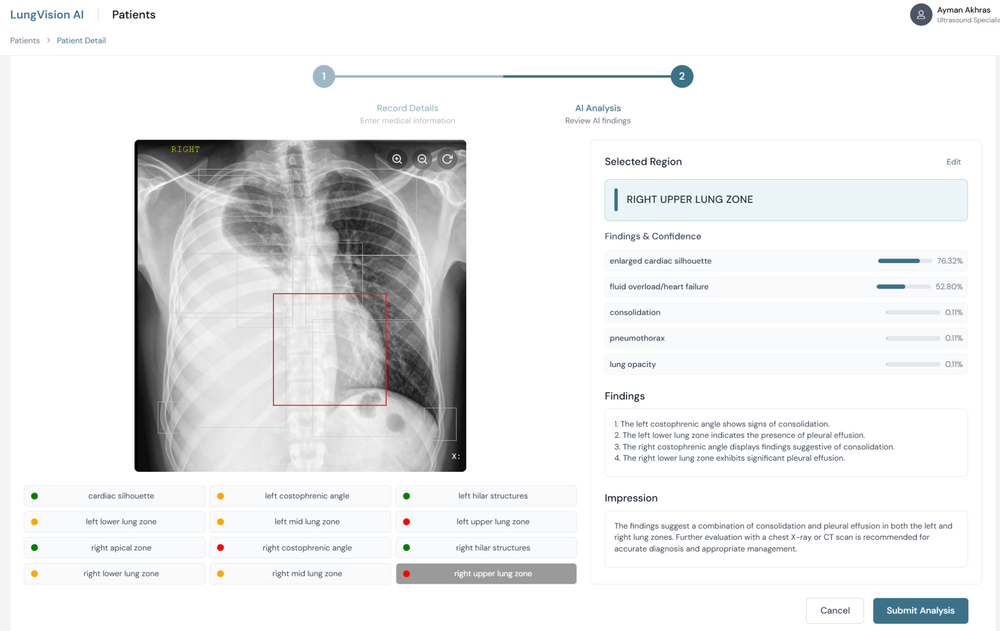 LungVision AI
Patients
Ayman Akhras
Ultrasound Specialis
Patients > Patient Detail
1
2
Record Details
Enter medical information
AI Analysis
Review AI findings
RIGHT
X:
cardiac silhouette
left costophrenic angle
left hilar structures
left lower lung zone
left mid lung zone
left upper lung zone
right apical zone
right costophrenic angle
right hilar structures
right lower lung zone
right mid lung zone
right upper lung zone
Selected Region
Edit
RIGHT UPPER LUNG ZONE
Findings & Confidence
enlarged cardiac silhouette 76.32%
fluid overload/heart failure 52.80%
consolidation 0.11%
pneumothorax 0.11%
lung opacity 0.11%
Findings
1. The left costophrenic angle shows signs of consolidation.
2. The left lower lung zone indicates the presence of pleural effusion.
3. The right costophrenic angle displays findings suggestive of consolidation.
4. The right lower lung zone exhibits significant pleural effusion.
Impression
The findings suggest a combination of consolidation and pleural effusion in both the left and
right lung zones. Further evaluation with a chest X-ray or CT scan is recommended for
accurate diagnosis and appropriate management.
Cancel
Submit Analysis